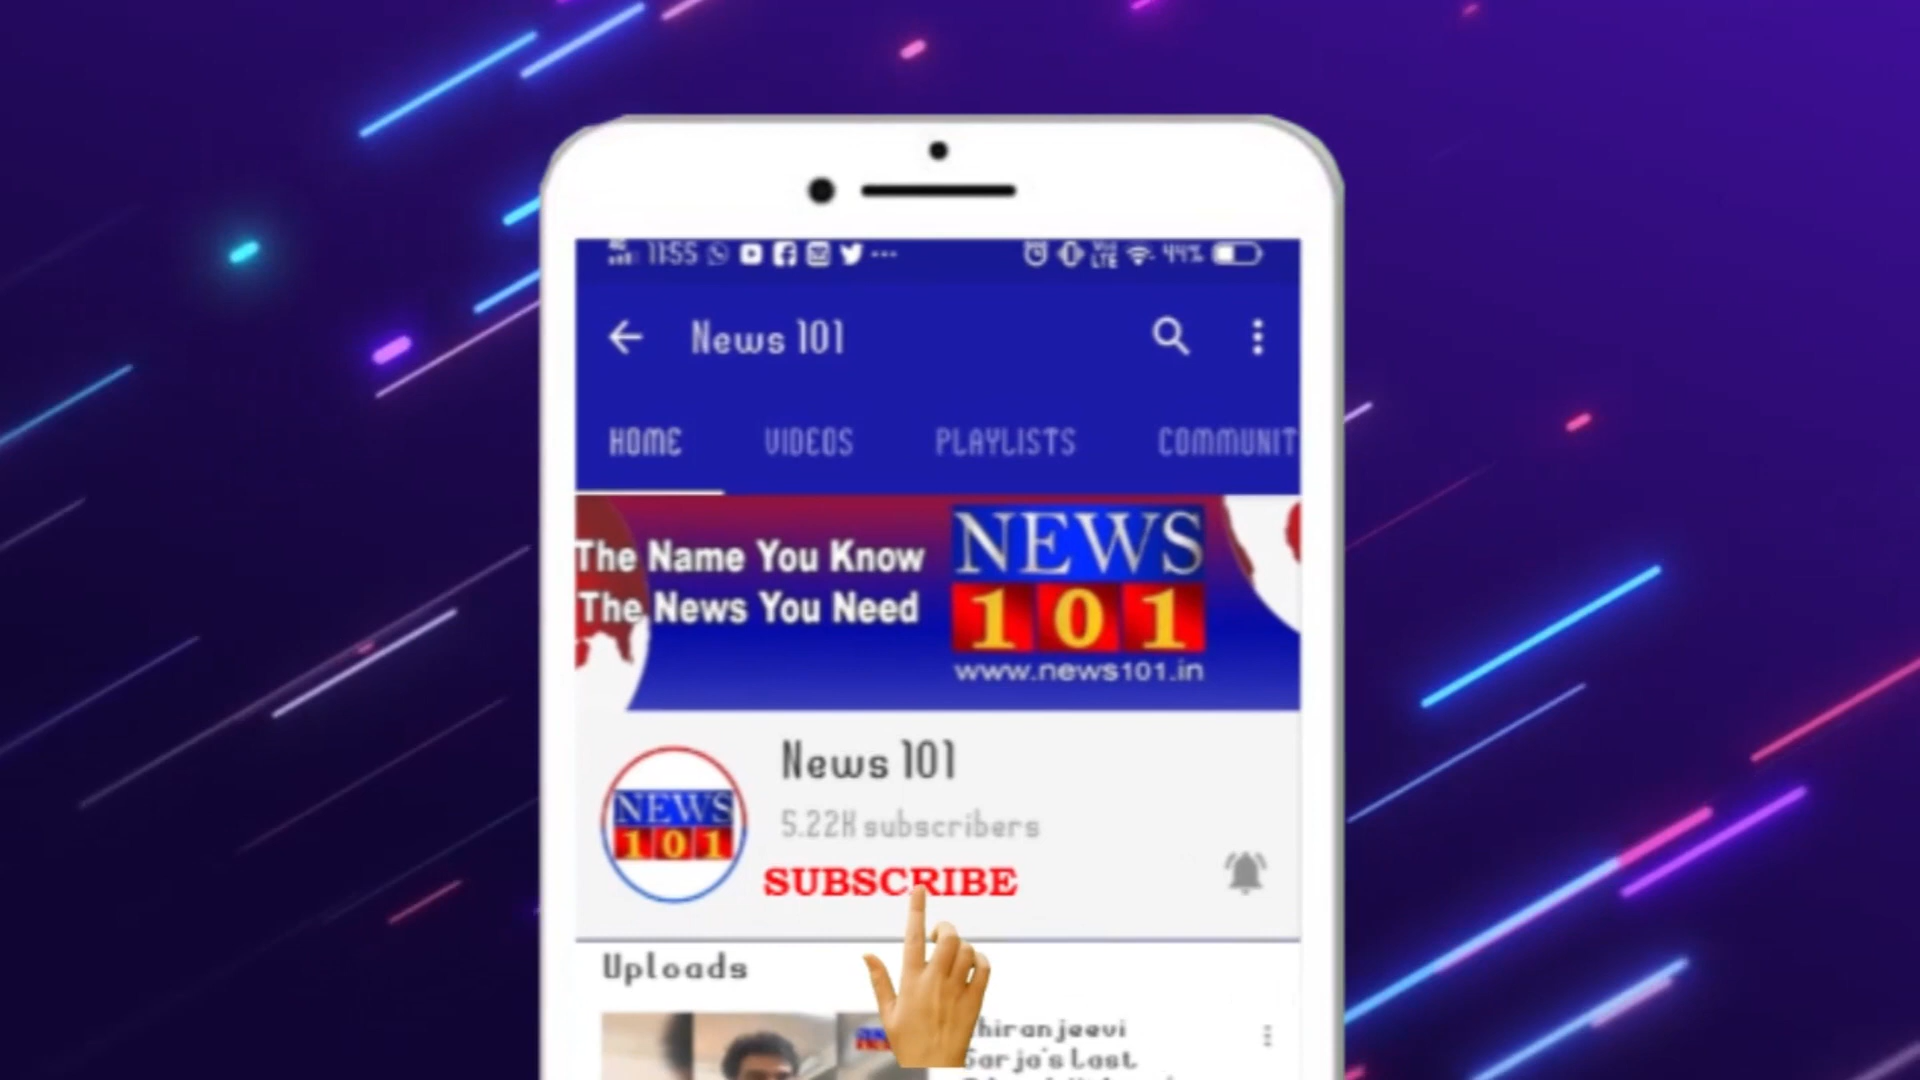 11:55
44%
News 101
HOME VIDEOS PLAYLISTS COMMUNIT
The Name You Know
The News You Need
NEWS
101
www.news101.in
NEWS
101
News 101
5.22K subscribers
SUBSCRIBE
Uploads
hiranjeevi
Sarja's Last